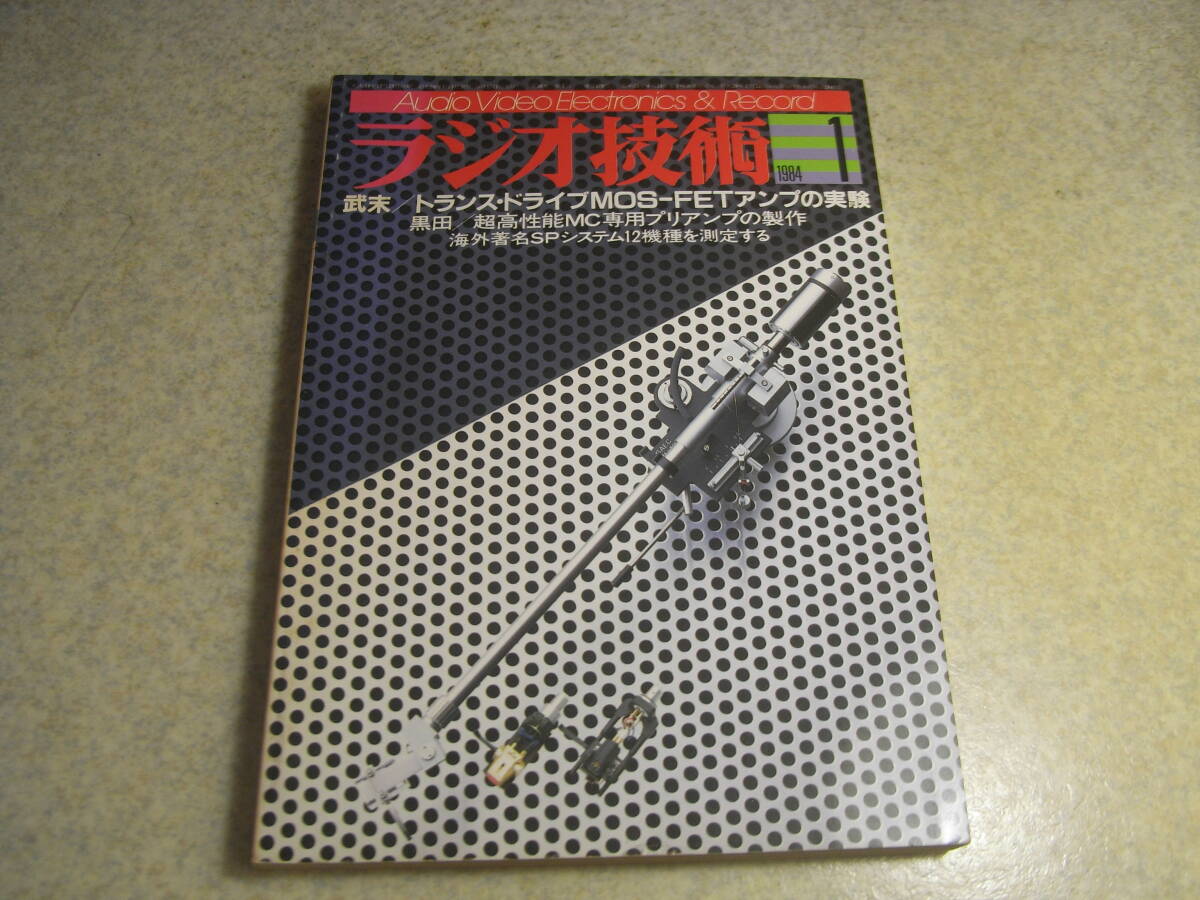 Audio Video Electronics & Record
ラジオ技術
1984 1
武末/トランス・ドライブMOS-FETアンプの実験
黒田/超高性能MC専用プリアンプの製作
海外著名SPシステム12機種を測定する